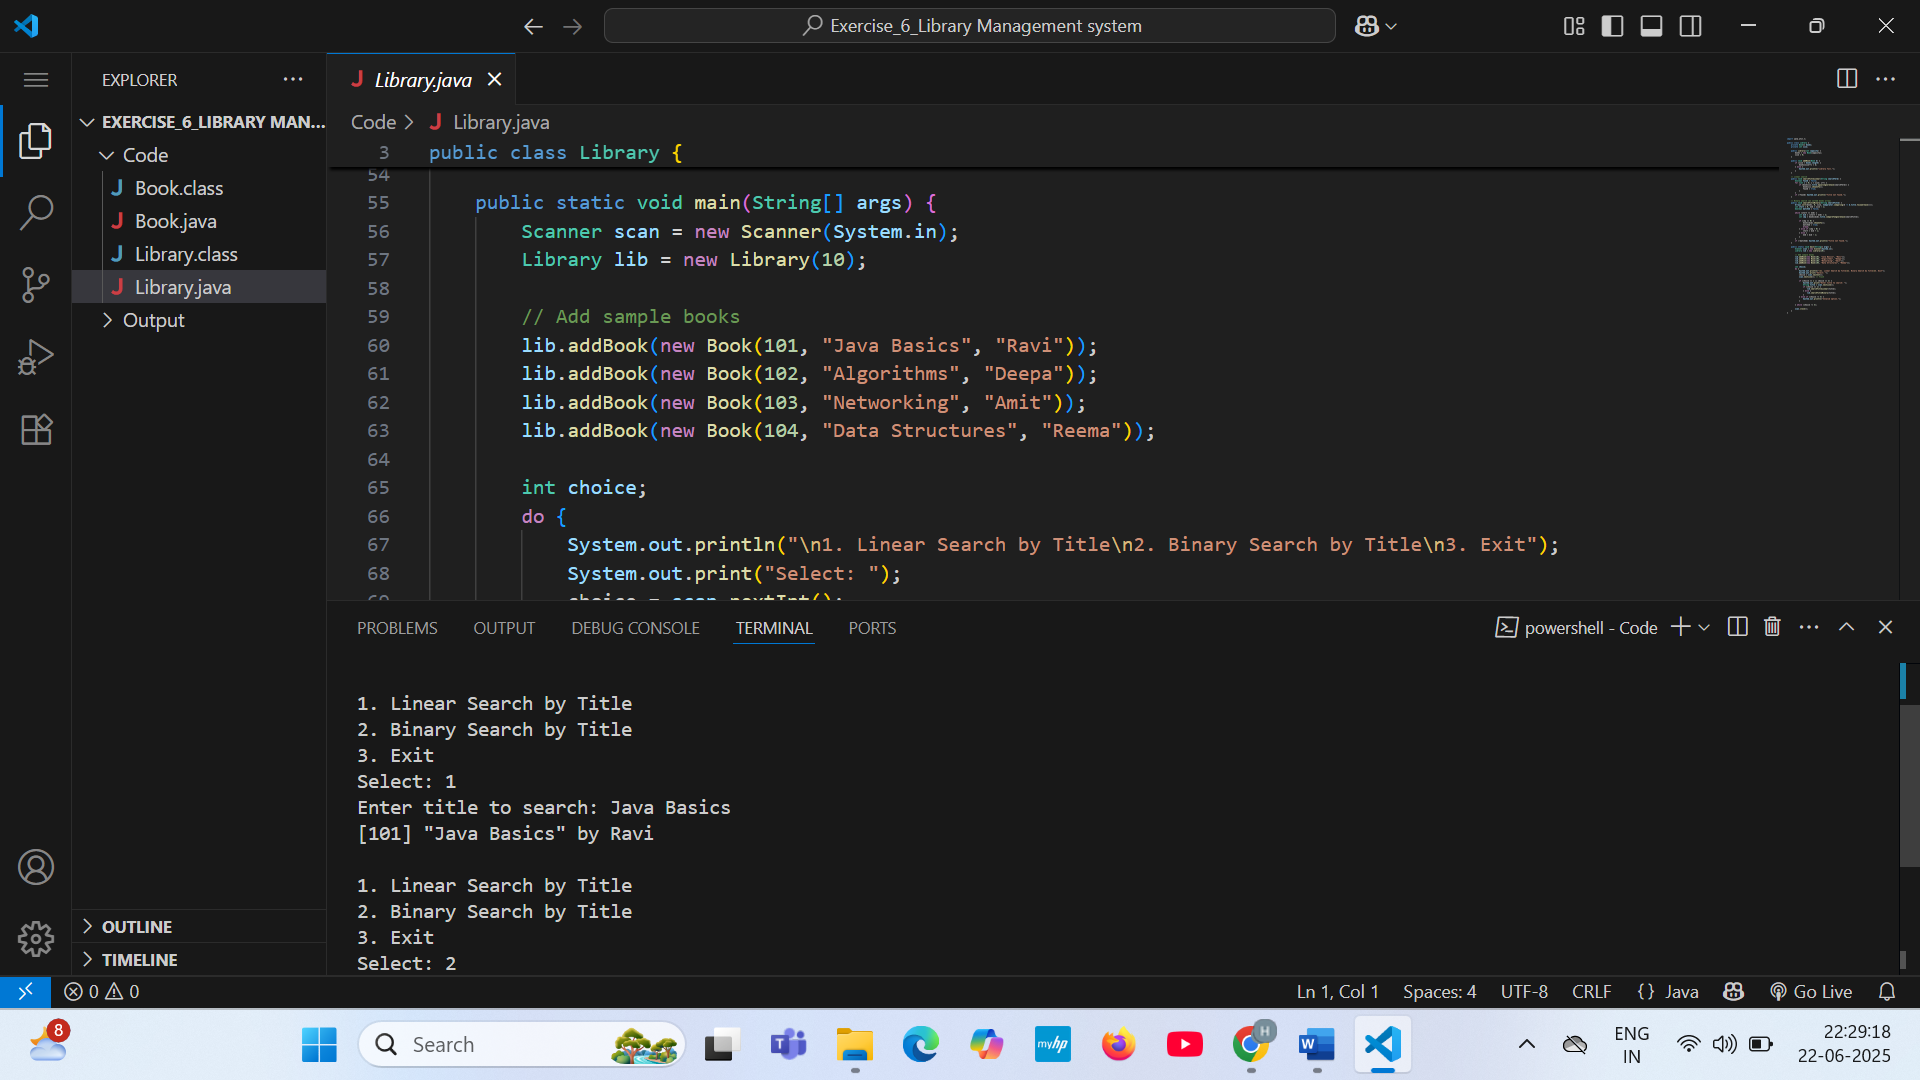 Exercise_6_Library Management system
EXPLORER
EXERCISE_6_LIBRARY MAN...
Code
Book.class
Book.java
Library.class
Library.java
Output
OUTLINE
TIMELINE
Library.java
Code > Library.java
3 public class Library {
54
55 public static void main(String[] args) {
56 Scanner scan = new Scanner(System.in);
57 Library lib = new Library(10);
58
59 // Add sample books
60 lib.addBook(new Book(101, "Java Basics", "Ravi"));
61 lib.addBook(new Book(102, "Algorithms", "Deepa"));
62 lib.addBook(new Book(103, "Networking", "Amit"));
63 lib.addBook(new Book(104, "Data Structures", "Reema"));
64
65 int choice;
66 do {
67 System.out.println("\n1. Linear Search by Title\n2. Binary Search by Title\n3. Exit");
68 System.out.print("Select: ");
69 choice = scan.nextInt();
PROBLEMS OUTPUT DEBUG CONSOLE TERMINAL PORTS
powershell - Code
1. Linear Search by Title
2. Binary Search by Title
3. Exit
Select: 1
Enter title to search: Java Basics
[101] "Java Basics" by Ravi
1. Linear Search by Title
2. Binary Search by Title
3. Exit
Select: 2
0 0
Ln 1, Col 1 Spaces: 4 UTF-8 CRLF {} Java Go Live
8
Search
myhp
ENG
IN
22:29:18
22-06-2025